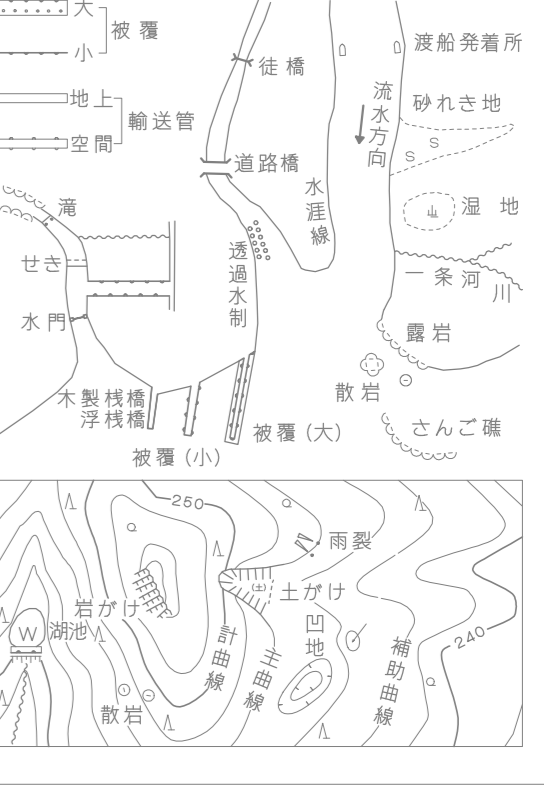 大
被覆
小
渡船発着所
徒橋
地上
輸送管
空間
流水方向
砂れき地
道路橋
S
S
水涯線
滝
湿地
山
せき
透過水制
一条河川
水門
露岩
散岩
木製桟橋
浮桟橋
被覆(大)
さんご礁
被覆(小)
250
雨裂
岩がけ
(土)
土がけ
凹地
W
湖池
計曲線
主曲線
補助曲線
240
散岩